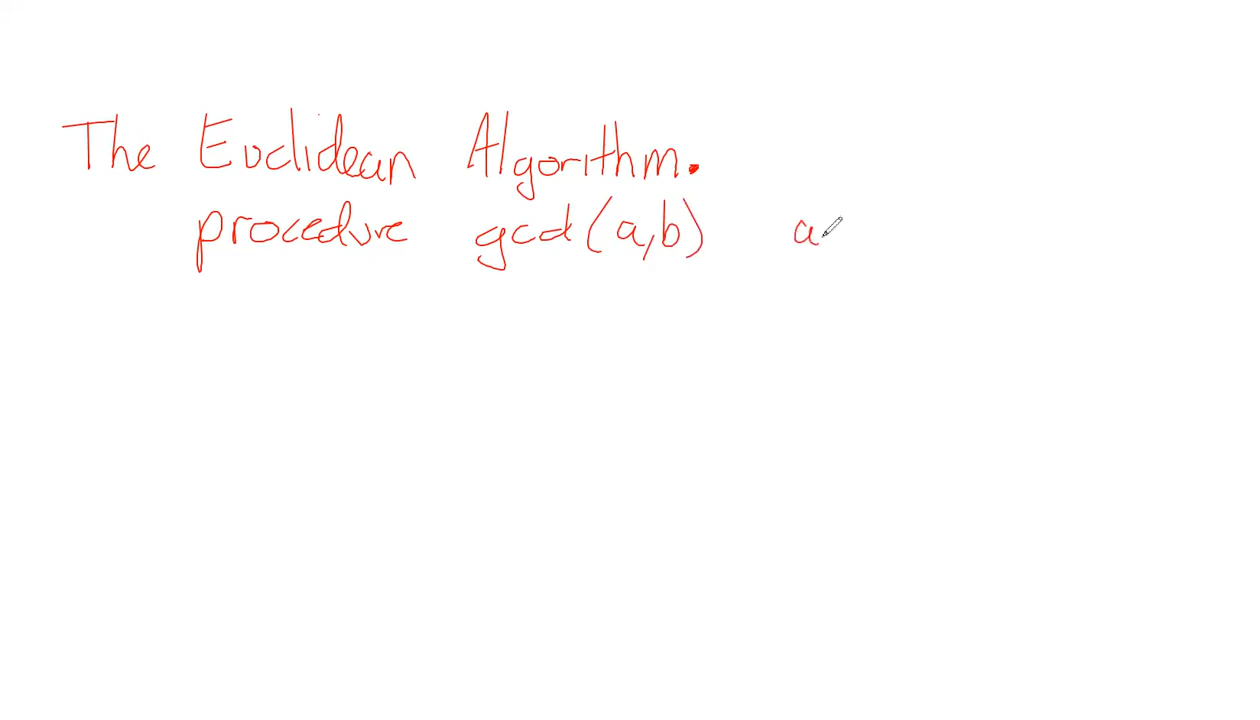 The Euclidean Algorithm.
procedure gcd(a,b) a